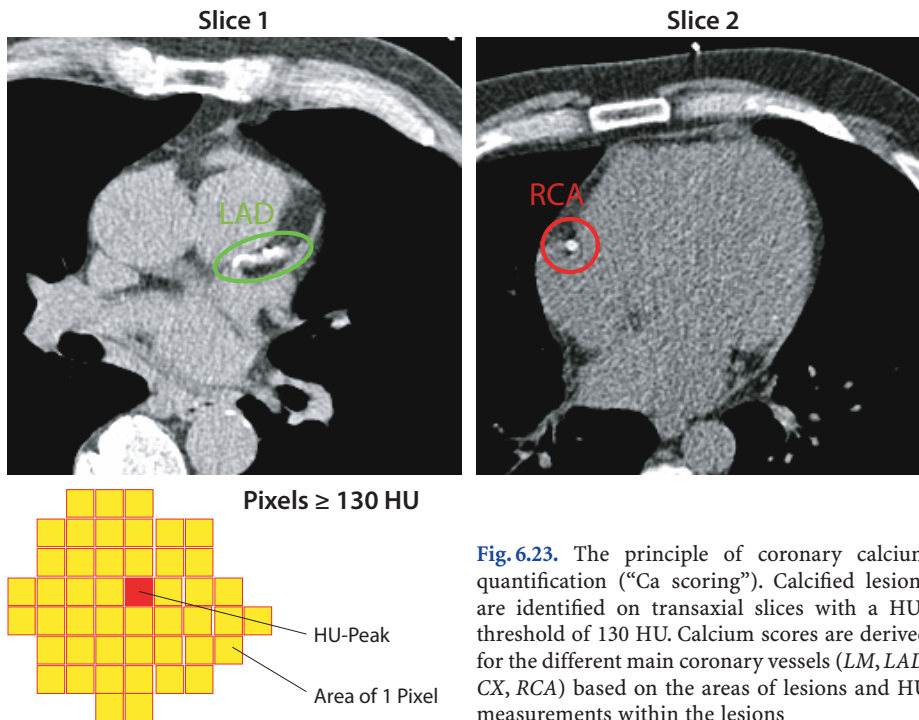 Slice 1
Slice 2
LAD
RCA
Pixels ≥ 130 HU
HU-Peak
Area of 1 Pixel
Fig. 6.23. The principle of coronary calcium
quantification (“Ca scoring”). Calcified lesion
are identified on transaxial slices with a HU
threshold of 130 HU. Calcium scores are derived
for the different main coronary vessels (LM, LAD
CX, RCA) based on the areas of lesions and HU
measurements within the lesions